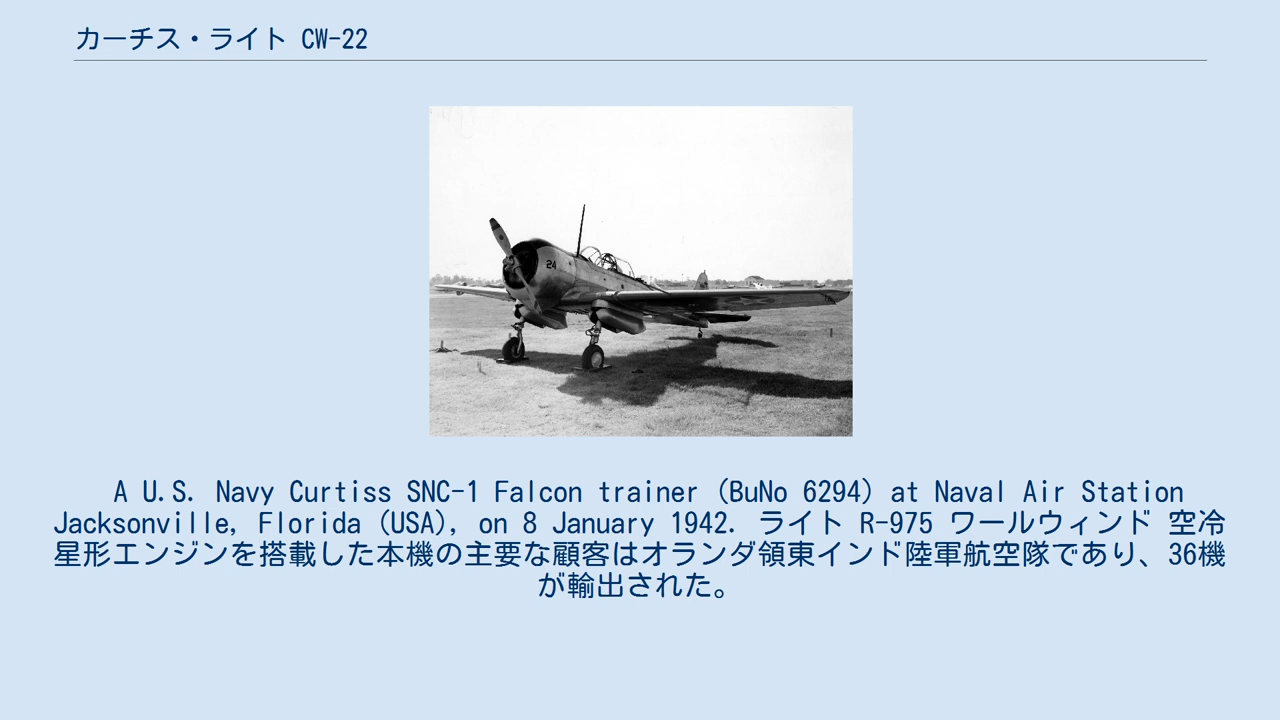 カーチス・ライト CW-22
24
A U.S. Navy Curtiss SNC-1 Falcon trainer (BuNo 6294) at Naval Air Station
Jacksonville, Florida (USA), on 8 January 1942. ライト R-975 ワールウィンド 空冷
星形エンジンを搭載した本機の主要な顧客はオランダ領東インド陸軍航空隊であり、36機
が輸出された。